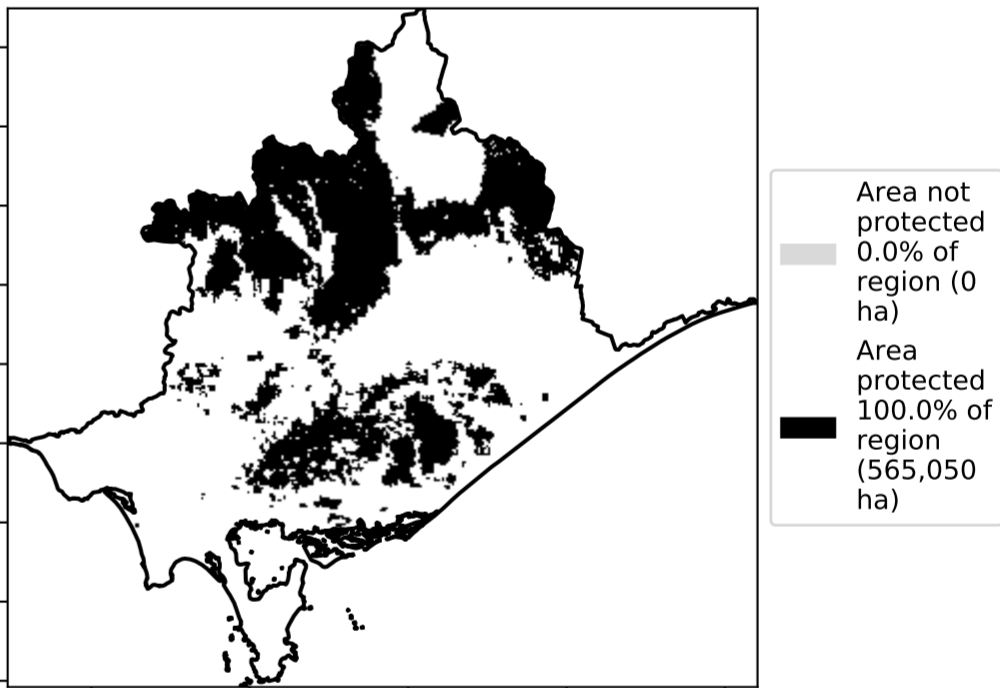 Area not
protected
0.0% of
region (0
ha)
Area
protected
100.0% of
region
(565,050
ha)